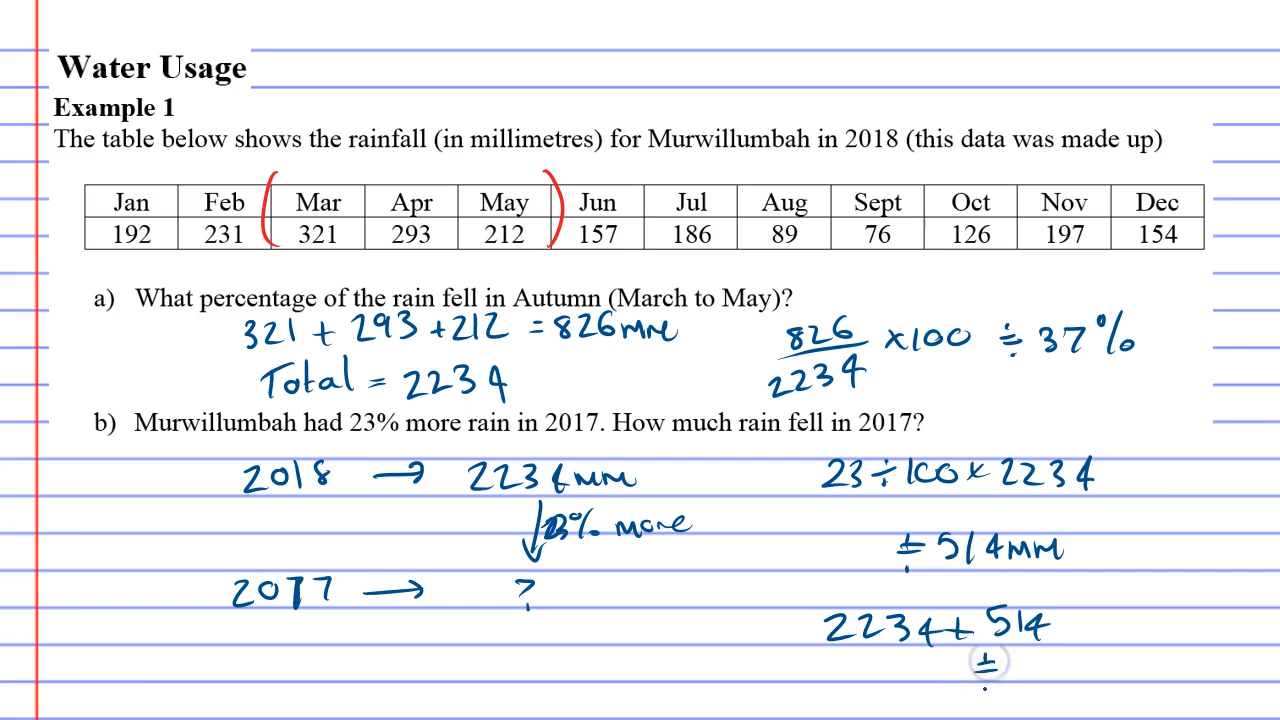 Water Usage
Example 1
The table below shows the rainfall (in millimetres) for Murwillumbah in 2018 (this data was made up)
Jan Feb Mar Apr May Jun Jul Aug Sept Oct Nov Dec
192 231 321 293 212 157 186 89 76 126 197 154
a) What percentage of the rain fell in Autumn (March to May)?
321 + 293 + 212 = 826mm
Total = 2234
826/2234 ×100 ≑ 37%
b) Murwillumbah had 23% more rain in 2017. How much rain fell in 2017?
2018 → 2234mm
23% more
2017 → ?
23 ÷ 100 × 2234
≑ 514mm
2234 + 514
≑